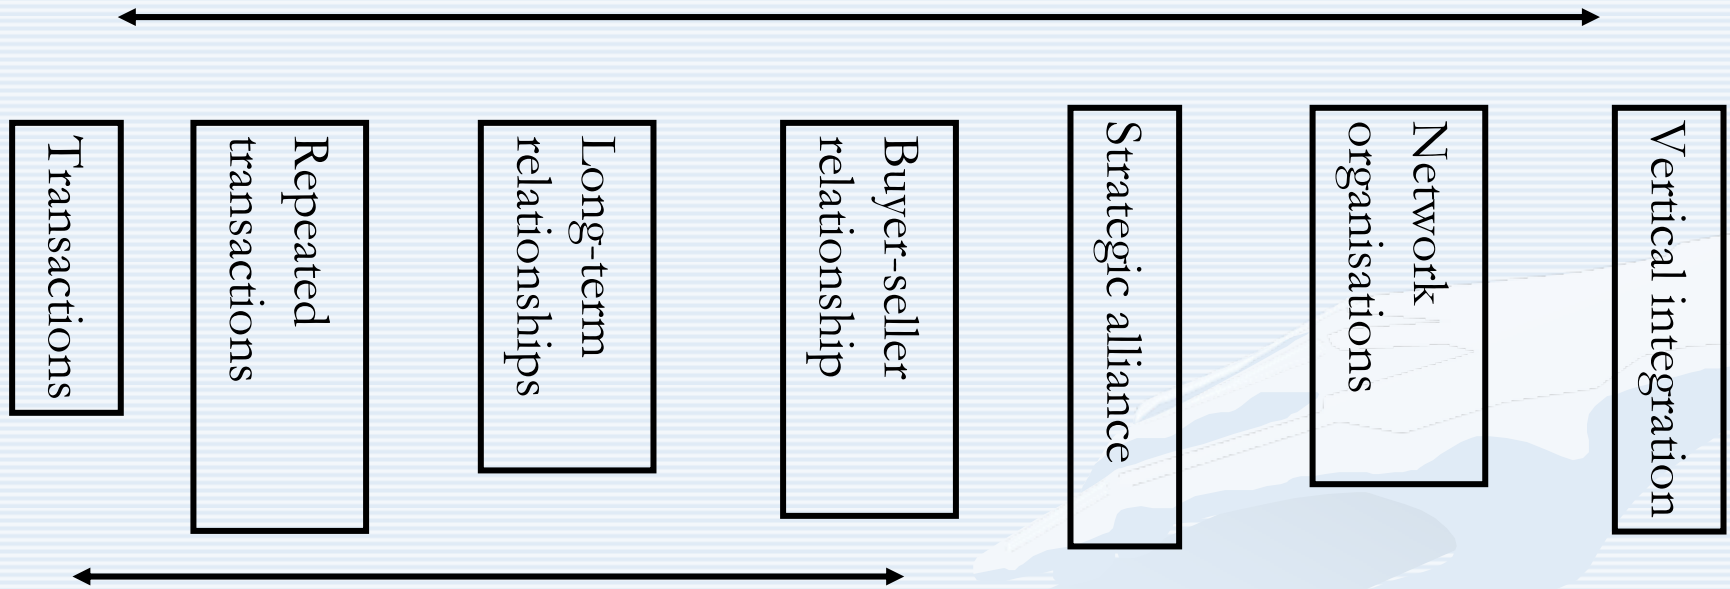 Transactions
Repeated
transactions
Long-term
relationships
Buyer-seller
relationship
Strategic alliance
Network
organisations
Vertical integration